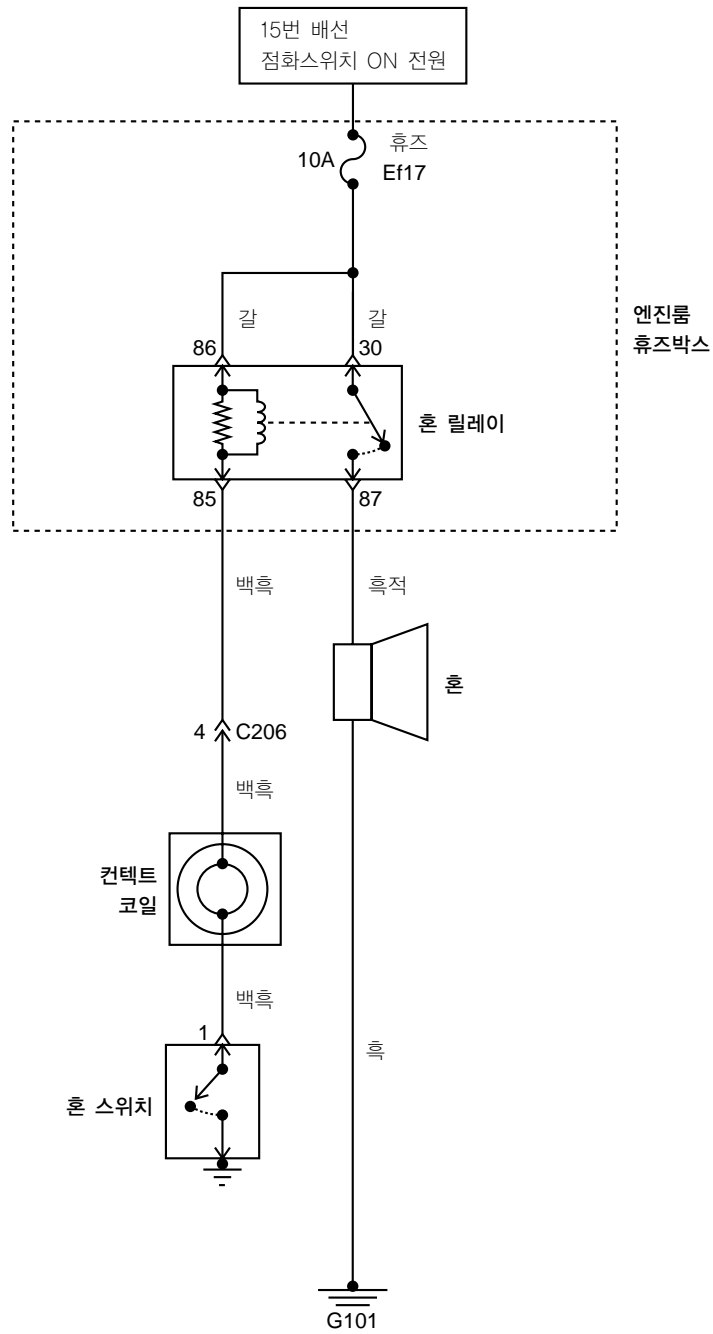 15번 배선
점화스위치 ON 전원
휴즈
10A
Ef17
엔진룸
휴즈박스
갈
갈
86
30
혼 릴레이
85
87
백흑
흑적
혼
4
C206
백흑
컨텍트
코일
백흑
1
흑
혼 스위치
G101